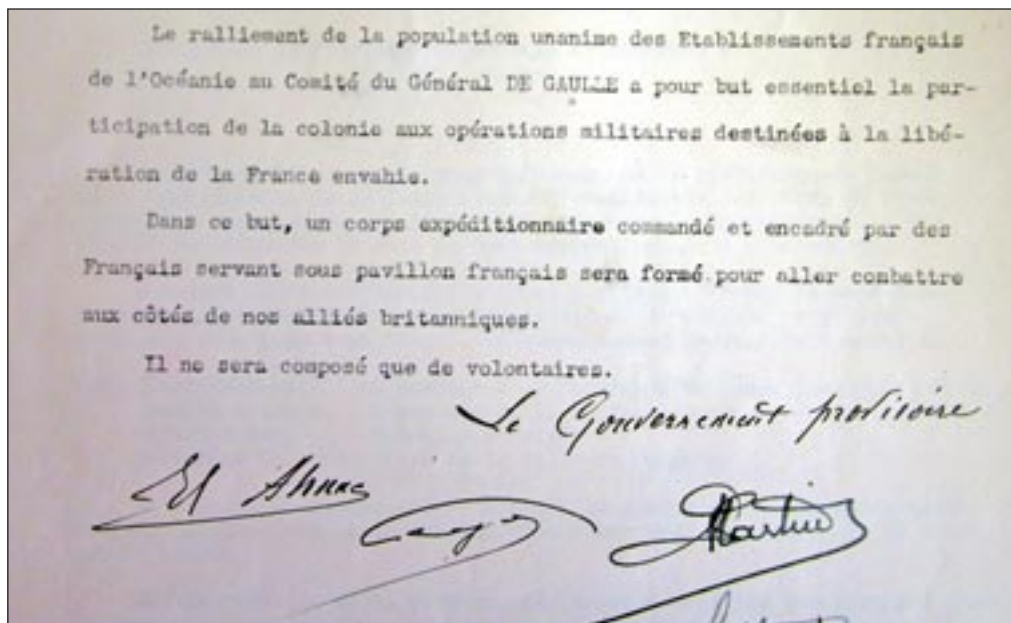 Le ralliement de la population unanime des Etablissements français
de l'Océanie au Comité du Général DE GAULLE a pour but essentiel la par-
ticipation de la colonie aux opérations militaires destinées à la libé-
ration de la France envahie.
Dans ce but, un corps expéditionnaire commandé et encadré par des
Français servant sous pavillon français sera formé pour aller combattre
aux côtés de nos alliés britanniques.
Il ne sera composé que de volontaires.
Le Gouvernement provisoire
Ed Ahnne
Martin